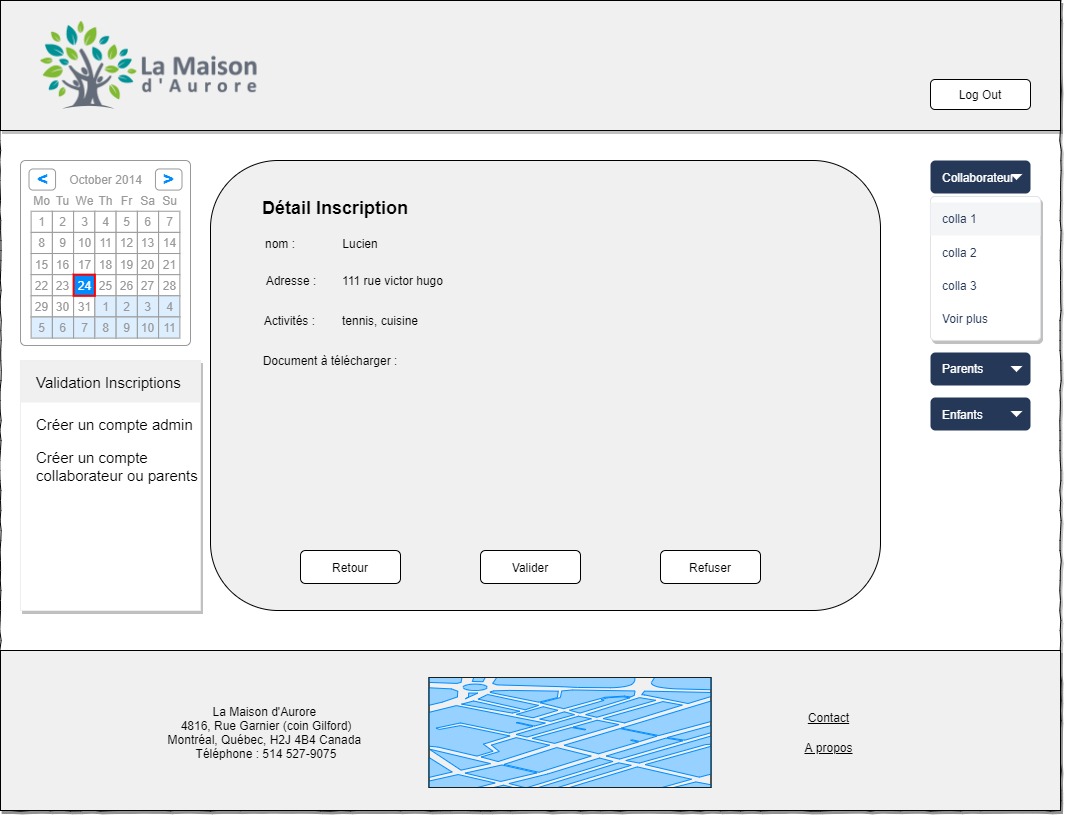 La Maison
d'Aurore
Log Out
< October 2014 >
Mo Tu We Th Fr Sa Su
1 2 3 4 5 6 7
8 9 10 11 12 13 14
15 16 17 18 19 20 21
22 23 24 25 26 27 28
29 30 31 1 2 3 4
5 6 7 8 9 10 11
Validation Inscriptions
Créer un compte admin
Créer un compte
collaborateur ou parents
Détail Inscription
nom : Lucien
Adresse : 111 rue victor hugo
Activités : tennis, cuisine
Document à télécharger :
Retour
Valider
Refuser
Collaborateur
colla 1
colla 2
colla 3
Voir plus
Parents
Enfants
La Maison d'Aurore
4816, Rue Garnier (coin Gilford)
Montréal, Québec, H2J 4B4 Canada
Téléphone : 514 527-9075
Contact
A propos